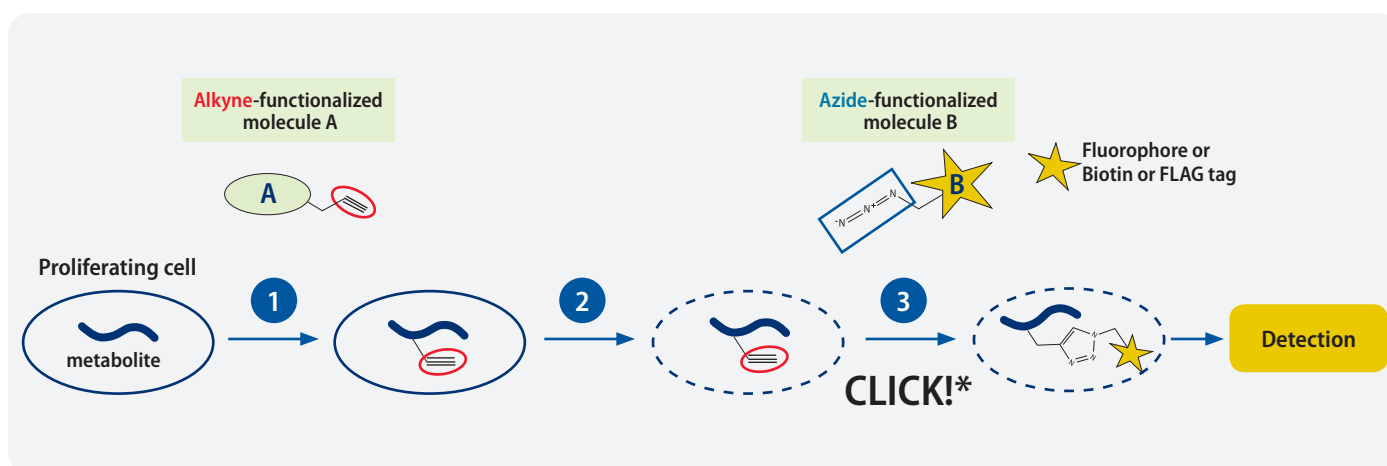 Alkyne-functionalized
molecule A
Azide-functionalized
molecule B
Fluorophore or
Biotin or FLAG tag
A
B
-N=N+=N
Proliferating cell
1
2
3
metabolite
CLICK!*
N
N=N
Detection